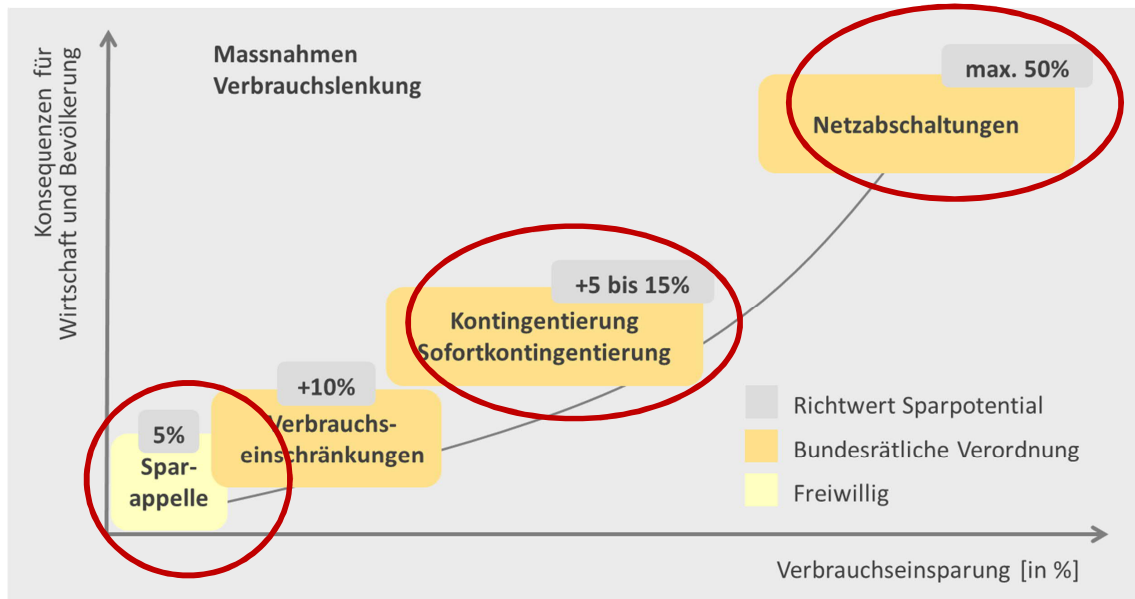 Massnahmen
Verbrauchslenkung
Konsequenzen für
Wirtschaft und Bevölkerung
max. 50%
Netzabschaltungen
+5 bis 15%
Kontingentierung
Sofortkontingentierung
+10%
Verbrauchs-
einschränkungen
5%
Spar-
appelle
Richtwert Sparpotential
Bundesrätliche Verordnung
Freiwillig
Verbrauchseinsparung [in %]